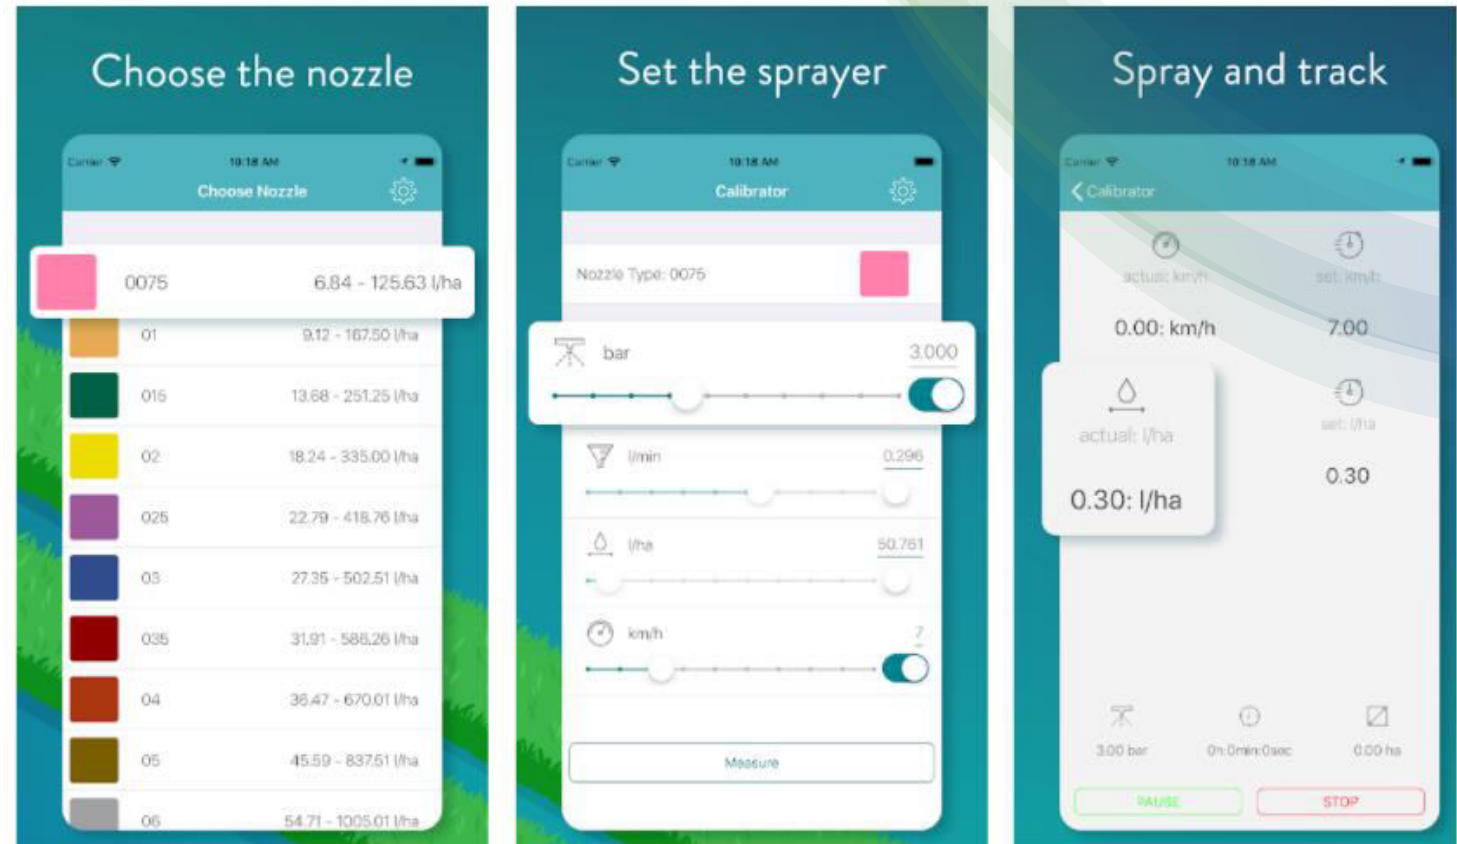 Choose the nozzle
Carrier 10:18 AM
Choose Nozzle
0075 6.84 - 125.63 l/ha
01 9.12 - 167.50 l/ha
015 13.68 - 251.25 l/ha
02 18.24 - 335.00 l/ha
025 22.79 - 418.76 l/ha
03 27.35 - 502.51 l/ha
035 31.91 - 586.26 l/ha
04 36.47 - 670.01 l/ha
05 45.59 - 837.51 l/ha
06 54.71 - 1005.01 l/ha
Set the sprayer
Carrier 10:18 AM
Calibrator
Nozzle Type: 0075
bar 3.000
l/min 0.296
l/ha 50.761
km/h 7
Measure
Spray and track
Carrier 10:18 AM
Calibrator
actual: km/h set: km/h
0.00: km/h 7.00
actual: l/ha set: l/ha
0.30: l/ha 0.30
3.00 bar 0h:0min:0sec 0.00 ha
PAUSE STOP